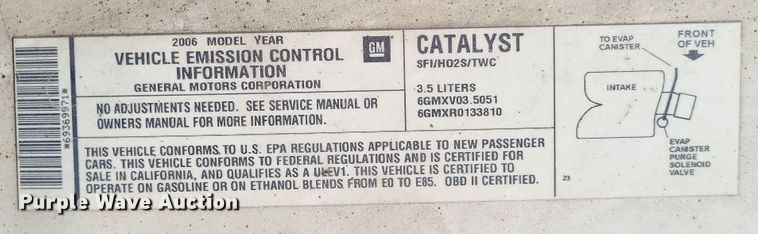 *69369971*
2006 MODEL YEAR
VEHICLE EMISSION CONTROL
INFORMATION
GENERAL MOTORS CORPORATION
GM
NO ADJUSTMENTS NEEDED. SEE SERVICE MANUAL OR
OWNERS MANUAL FOR MORE INFORMATION.
CATALYST
SFI/HO2S/TWC
3.5 LITERS
6GMXV03.5051
6GMXR0133810
THIS VEHICLE CONFORMS TO U.S. EPA REGULATIONS APPLICABLE TO NEW PASSENGER
CARS. THIS VEHICLE CONFORMS TO FEDERAL REGULATIONS AND IS CERTIFIED FOR
SALE IN CALIFORNIA, AND QUALIFIES AS A ULEV1. THIS VEHICLE IS CERTIFIED TO
OPERATE ON GASOLINE OR ON ETHANOL BLENDS FROM E0 TO E85. OBD II CERTIFIED.
TO EVAP
CANISTER
FRONT
OF VEH
INTAKE
EVAP
CANISTER
PURGE
SOLENOID
VALVE
23
Purple Wave Auction